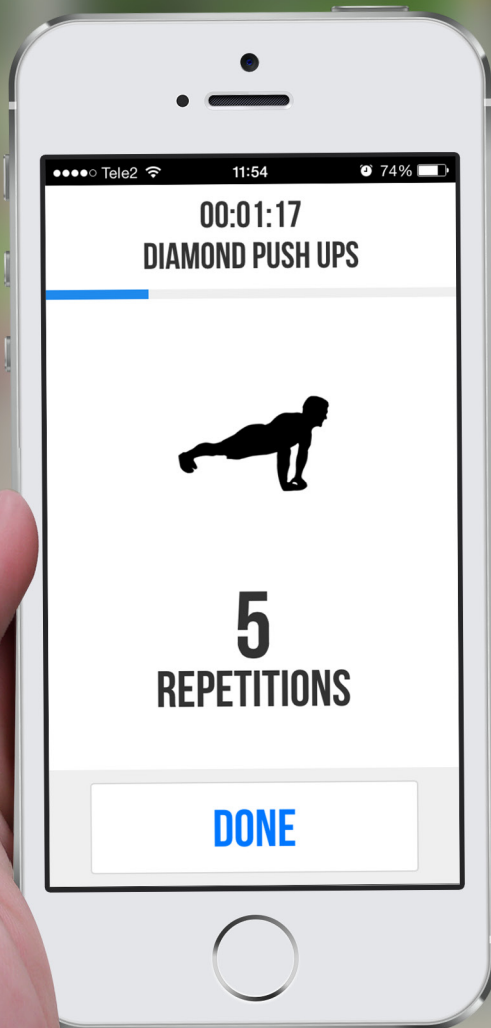 Tele2 11:54 74%
00:01:17
DIAMOND PUSH UPS
5
REPETITIONS
DONE